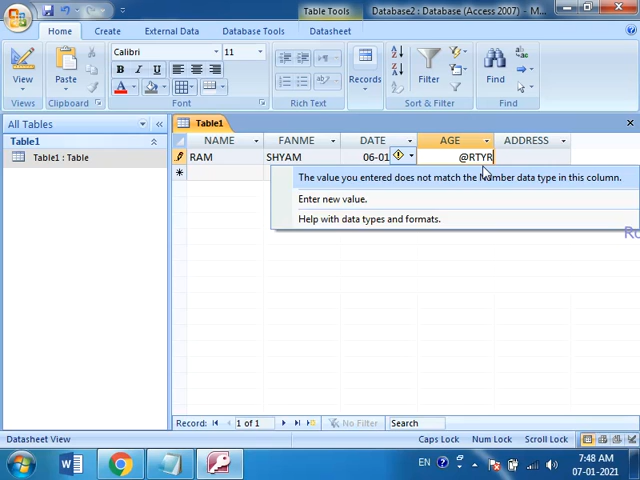 Table Tools
Database2 : Database (Access 2007) - M...
Home
Create
External Data
Database Tools
Datasheet
View
Views
Paste
Clipboard
Calibri
11
B
I
U
A
Font
Rich Text
Records
Filter
Sort & Filter
Find
Find
All Tables
Table1
Table1 : Table
Table1
NAME
FANME
DATE
AGE
ADDRESS
RAM
SHYAM
06-01
@RTYR
The value you entered does not match the Number data type in this column.
Enter new value.
Help with data types and formats.
Record:
1 of 1
No Filter
Search
Datasheet View
Caps Lock
Num Lock
Scroll Lock
EN
7:48 AM
07-01-2021